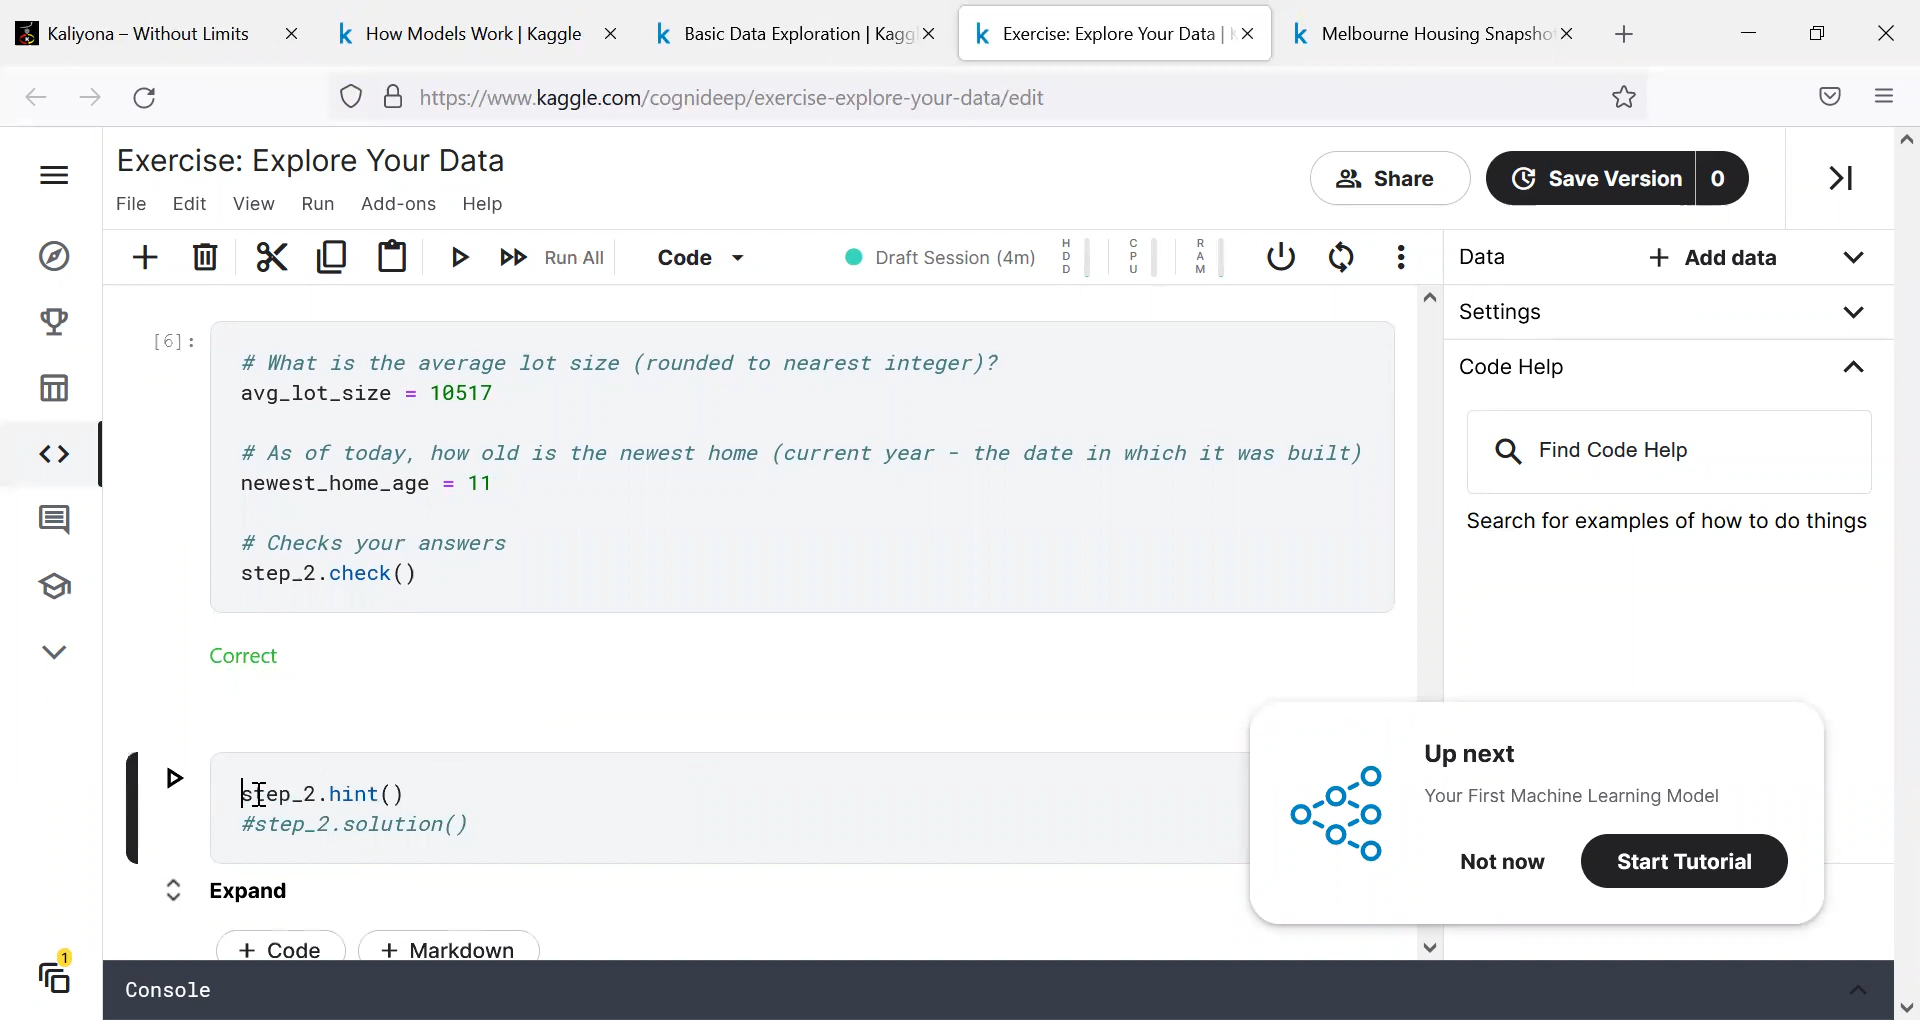 Kaliyona – Without Limits
How Models Work | Kaggle
Basic Data Exploration | Kaggl
Exercise: Explore Your Data |
Melbourne Housing Snapshot
https://www.kaggle.com/cognideep/exercise-explore-your-data/edit
Exercise: Explore Your Data
File Edit View Run Add-ons Help
Share
Save Version 0
Run All
Code
Draft Session (4m)
HDD
CPU
RAM
Data
+ Add data
Settings
Code Help
Find Code Help
Search for examples of how to do things
[6]:
# What is the average lot size (rounded to nearest integer)?
avg_lot_size = 10517
# As of today, how old is the newest home (current year - the date in which it was built)
newest_home_age = 11
# Checks your answers
step_2.check()
Correct
step_2.hint()
#step_2.solution()
Expand
+ Code
+ Markdown
Up next
Your First Machine Learning Model
Not now
Start Tutorial
1
Console